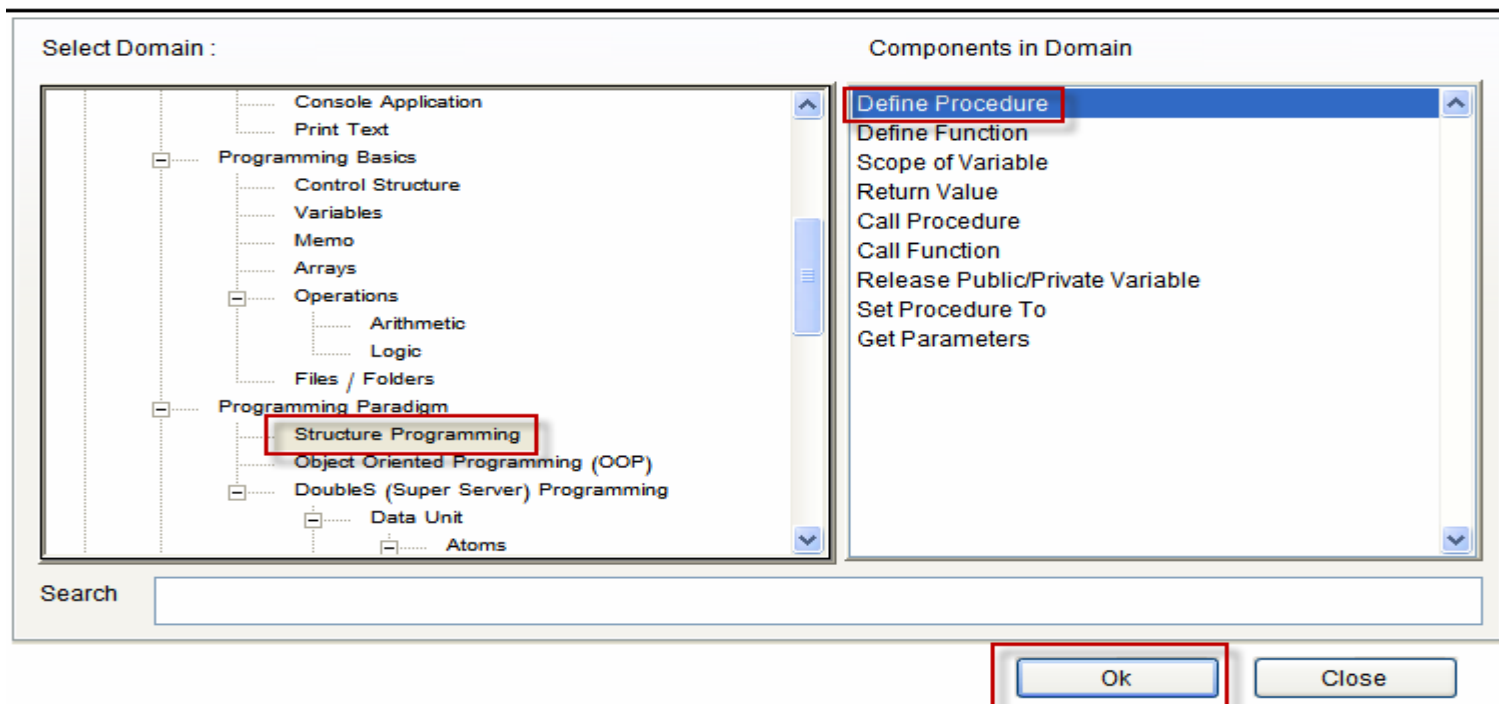 Select Domain :
Console Application
Print Text
Programming Basics
Control Structure
Variables
Memo
Arrays
Operations
Arithmetic
Logic
Files / Folders
Programming Paradigm
Structure Programming
Object Oriented Programming (OOP)
DoubleS (Super Server) Programming
Data Unit
Atoms
Components in Domain
Define Procedure
Define Function
Scope of Variable
Return Value
Call Procedure
Call Function
Release Public/Private Variable
Set Procedure To
Get Parameters
Search
Ok
Close